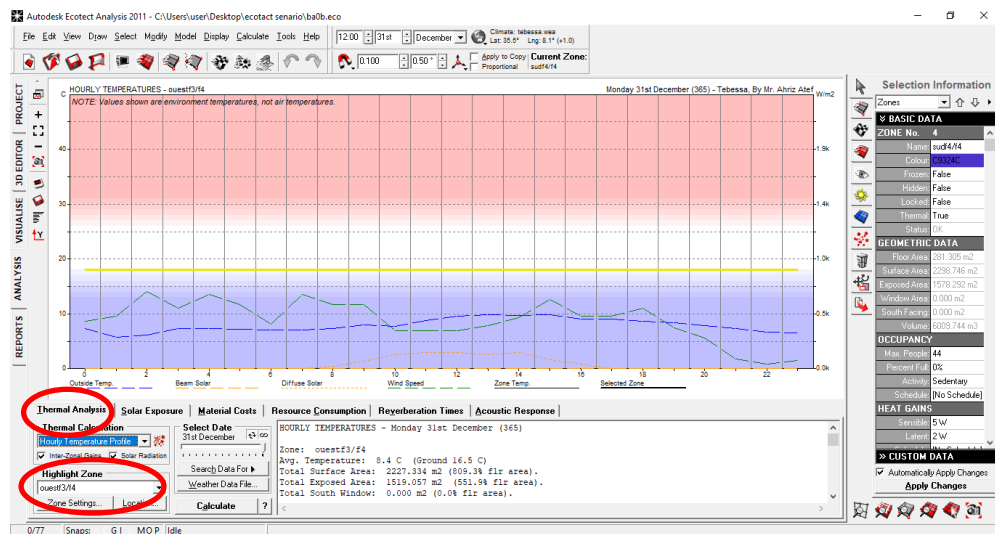 Autodesk Ecotect Analysis 2011 - C:\Users\user\Desktop\ecotact senario\ba0b.eco
File Edit View Draw Select Modify Model Display Calculate Tools Help
12:00 31st December
Climate: tebessa.wea
Lat: 35.5° Lng: 8.1° (+1.0)
0.100 0.50°
Apply to Copy
Proportional
Current Zone:
sudf4/f4
PROJECT
3D EDITOR
VISUALISE
ANALYSIS
REPORTS
C HOURLY TEMPERATURES - ouestf3/f4 Monday 31st December (365) - Tebessa, By Mr. Ahriz Atef W/m2
NOTE: Values shown are environment temperatures, not air temperatures.
40 1.9k
30 1.4k
20 1.0k
10 0.5k
0 0.0k
0 2 4 6 8 10 12 14 16 18 20 22
Outside Temp. Beam Solar Diffuse Solar Wind Speed Zone Temp. Selected Zone
Thermal Analysis Solar Exposure Material Costs Resource Consumption Reverberation Times Acoustic Response
Thermal Calculation
Hourly Temperature Profile
Inter-Zonal Gains Solar Radiation
Highlight Zone
ouestf3/f4
Zone Settings...
Select Date
31st December
Search Data For
Weather Data File...
Calculate ?
HOURLY TEMPERATURES - Monday 31st December (365)
Zone: ouestf3/f4
Avg. Temperature: 8.4 C (Ground 16.5 C)
Total Surface Area: 2227.334 m2 (809.3% flr area).
Total Exposed Area: 1519.057 m2 (551.9% flr area).
Total South Window: 0.000 m2 (0.0% flr area).
Selection Information
Zones
BASIC DATA
ZONE No. 4
Name: sudf4/f4
Colour: C9324C
Frozen: False
Hidden: False
Locked: False
Thermal: True
Status: OK
GEOMETRIC DATA
Floor Area: 281.305 m2
Surface Area: 2298.746 m2
Exposed Area: 1578.292 m2
Window Area: 0.000 m2
South Facing: 0.000 m2
Volume: 6009.744 m3
OCCUPANCY
Max. People: 44
Percent Full: 0%
Activity: Sedentary
Schedule: [No Schedule]
HEAT GAINS
Sensible: 5 W
Latent: 2 W
CUSTOM DATA
Automatically Apply Changes
Apply Changes
0/77 Snaps: G I M O P Idle